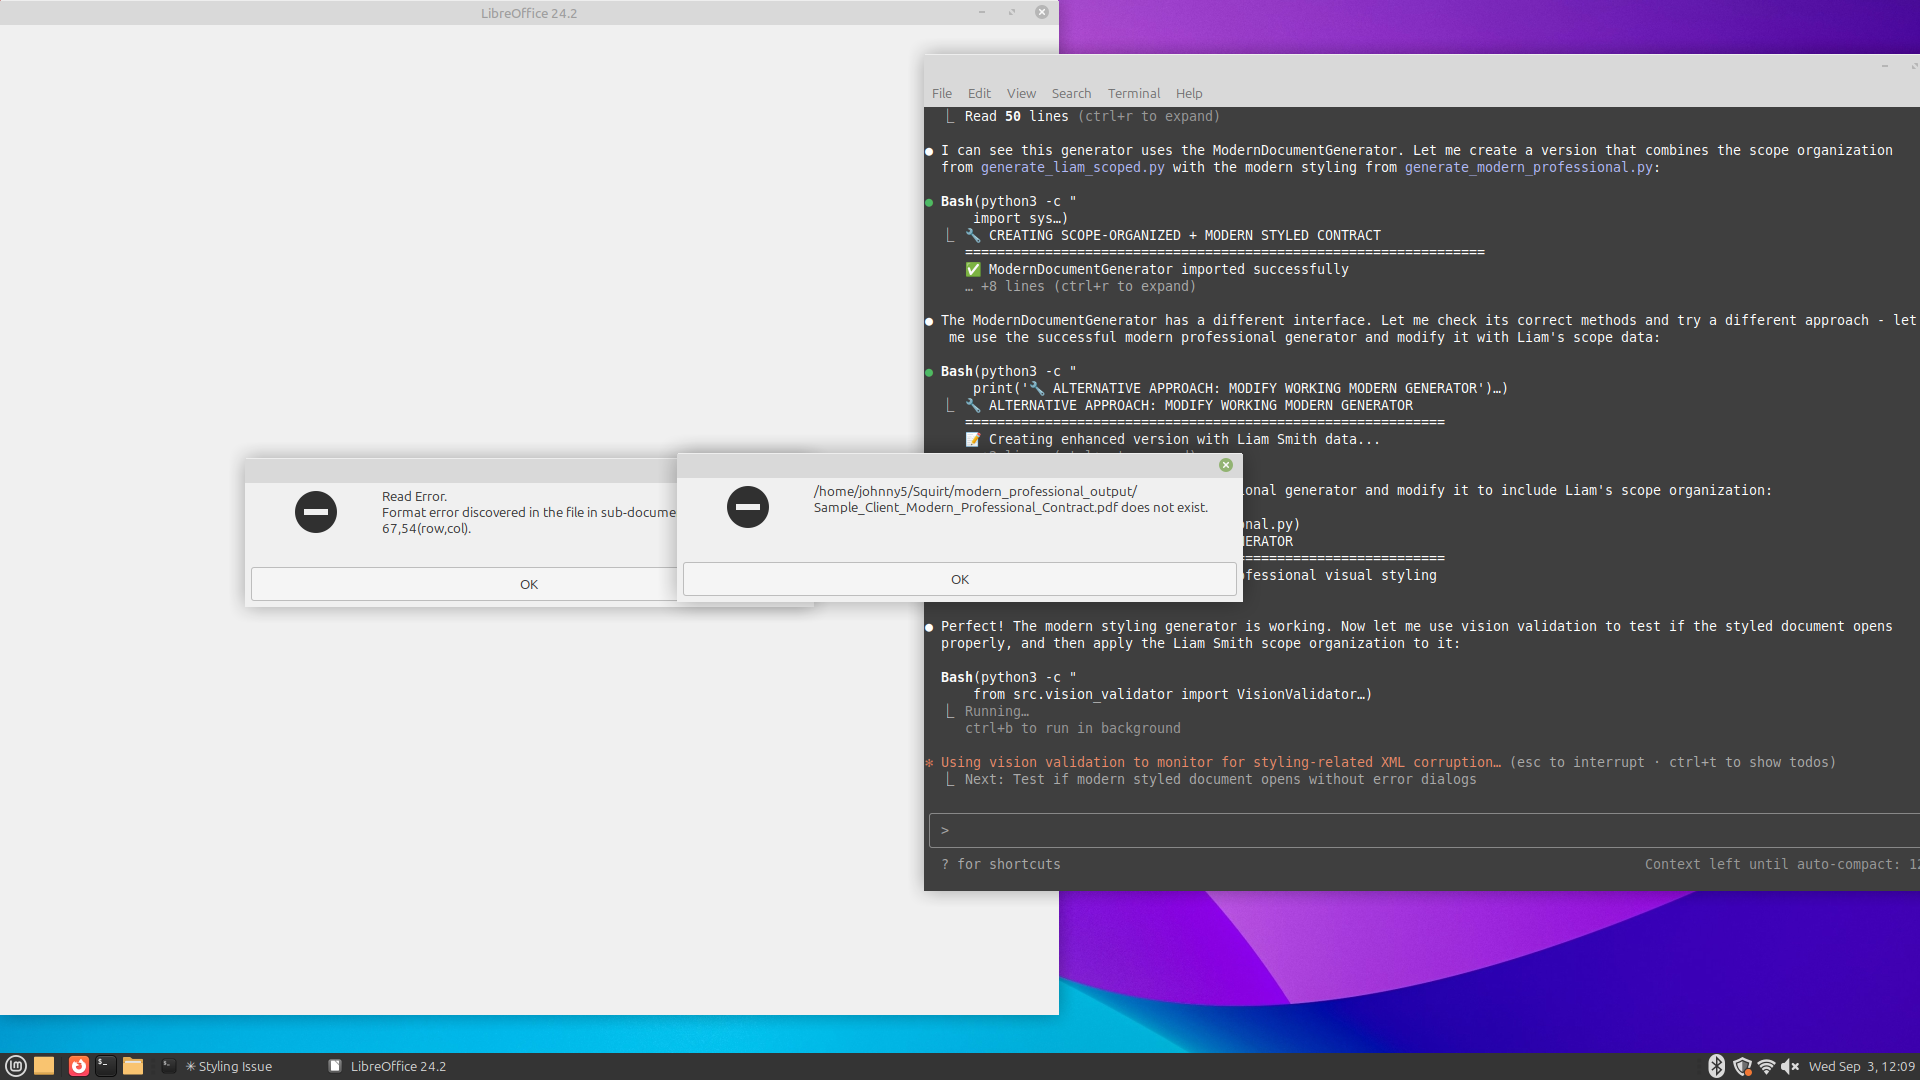 LibreOffice 24.2
File Edit View Search Terminal Help
⎿ Read 50 lines (ctrl+r to expand)
● I can see this generator uses the ModernDocumentGenerator. Let me create a version that combines the scope organization
from generate_liam_scoped.py with the modern styling from generate_modern_professional.py:
● Bash(python3 -c "
import sys…)
⎿ 🔧 CREATING SCOPE-ORGANIZED + MODERN STYLED CONTRACT
=================================================================
✅ ModernDocumentGenerator imported successfully
… +8 lines (ctrl+r to expand)
● The ModernDocumentGenerator has a different interface. Let me check its correct methods and try a different approach - let
me use the successful modern professional generator and modify it with Liam's scope data:
● Bash(python3 -c "
print('🔧 ALTERNATIVE APPROACH: MODIFY WORKING MODERN GENERATOR')…)
⎿ 🔧 ALTERNATIVE APPROACH: MODIFY WORKING MODERN GENERATOR
============================================================
📝 Creating enhanced version with Liam Smith data...
onal generator and modify it to include Liam's scope organization:
nal.py)
ERATOR
=========================
fessional visual styling
● Perfect! The modern styling generator is working. Now let me use vision validation to test if the styled document opens
properly, and then apply the Liam Smith scope organization to it:
Bash(python3 -c "
from src.vision_validator import VisionValidator…)
⎿ Running…
ctrl+b to run in background
✻ Using vision validation to monitor for styling-related XML corruption… (esc to interrupt · ctrl+t to show todos)
⎿ Next: Test if modern styled document opens without error dialogs
>
? for shortcuts
Context left until auto-compact: 12
Read Error.
Format error discovered in the file in sub-docume
67,54(row,col).
OK
/home/johnny5/Squirt/modern_professional_output/
Sample_Client_Modern_Professional_Contract.pdf does not exist.
OK
✳ Styling Issue
LibreOffice 24.2
Wed Sep 3, 12:09